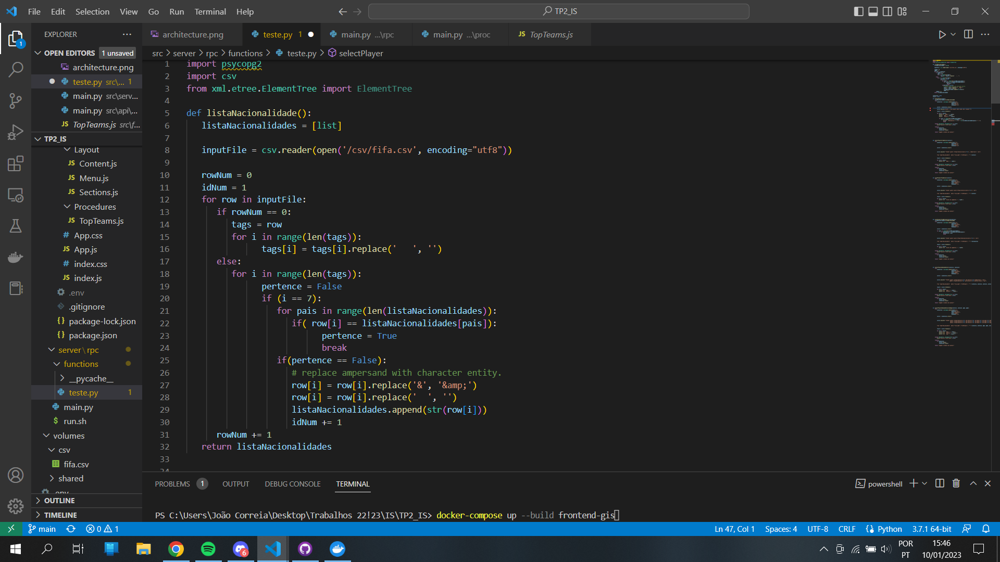 File Edit Selection View Go Run Terminal Help
TP2_IS
EXPLORER
OPEN EDITORS 1 unsaved
architecture.png
teste.py src\... 1
main.py src\serv...
main.py src\api\...
JS TopTeams.js src\f...
TP2_IS
Layout
JS Content.js
JS Menu.js
JS Sections.js
Procedures
JS TopTeams.js
# App.css
JS App.js
# index.css
JS index.js
.env
.gitignore
{} package-lock.json
{} package.json
server\rpc
functions
__pycache__
teste.py 1
main.py
$ run.sh
volumes
csv
fifa.csv
shared
.env
OUTLINE
TIMELINE
architecture.png
teste.py 1
main.py ...\rpc
main.py ...\proc
JS TopTeams.js
src > server > rpc > functions > teste.py > selectPlayer
1 import psycopg2
2 import csv
3 from xml.etree.ElementTree import ElementTree
4
5 def listaNacionalidade():
6 listaNacionalidades = [list]
7
8 inputFile = csv.reader(open('/csv/fifa.csv', encoding="utf8"))
9
10 rowNum = 0
11 idNum = 1
12 for row in inputFile:
13 if rowNum == 0:
14 tags = row
15 for i in range(len(tags)):
16 tags[i] = tags[i].replace('   ', '')
17 else:
18 for i in range(len(tags)):
19 pertence = False
20 if (i == 7):
21 for pais in range(len(listaNacionalidades)):
22 if( row[i] == listaNacionalidades[pais]):
23 pertence = True
24 break
25 if(pertence == False):
26 # replace ampersand with character entity.
27 row[i] = row[i].replace('&', '&amp;')
28 row[i] = row[i].replace('  ', '')
29 listaNacionalidades.append(str(row[i]))
30 idNum += 1
31 rowNum += 1
32 return listaNacionalidades
33
34
PROBLEMS 1 OUTPUT DEBUG CONSOLE TERMINAL
powershell
PS C:\Users\João Correia\Desktop\Trabalhos 22!23\IS\TP2_IS> docker-compose up --build frontend-gis
main 0 1
Ln 47, Col 1 Spaces: 4 UTF-8 CRLF {} Python 3.7.1 64-bit
6
POR
PT
15:46
10/01/2023
1